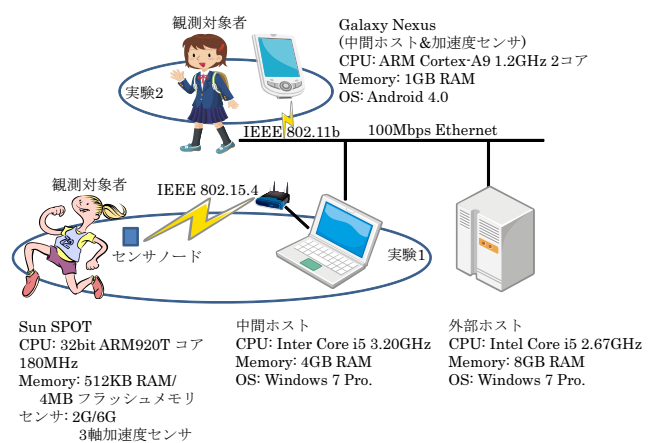 観測対象者
Galaxy Nexus
(中間ホスト&加速度センサ)
CPU: ARM Cortex-A9 1.2GHz 2コア
Memory: 1GB RAM
OS: Android 4.0
実験2
IEEE 802.11b
100Mbps Ethernet
観測対象者
IEEE 802.15.4
センサノード
実験1
Sun SPOT
CPU: 32bit ARM920T コア
180MHz
Memory: 512KB RAM/
4MB フラッシュメモリ
センサ: 2G/6G
3軸加速度センサ
中間ホスト
CPU: Inter Core i5 3.20GHz
Memory: 4GB RAM
OS: Windows 7 Pro.
外部ホスト
CPU: Intel Core i5 2.67GHz
Memory: 8GB RAM
OS: Windows 7 Pro.